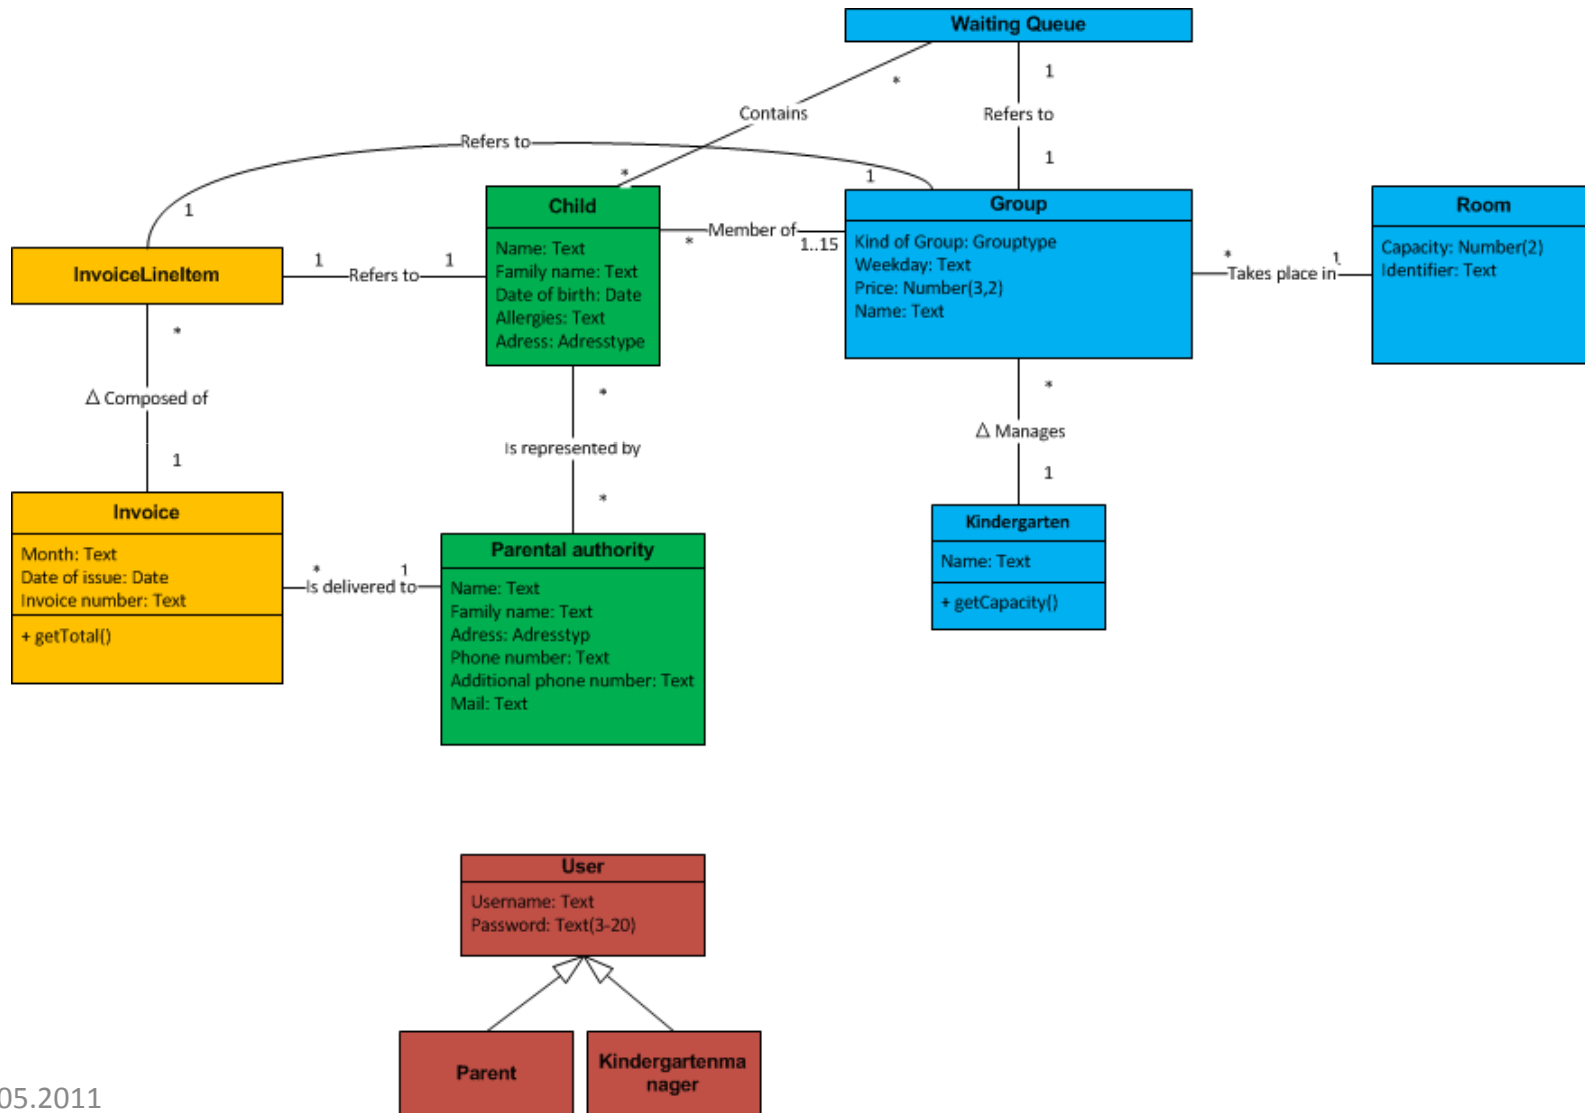 Waiting Queue
*
1
Contains
Refers to
Refers to
1
*
1
1
Child
Name: Text
Family name: Text
Date of birth: Date
Allergies: Text
Adress: Adresstype
*
Member of
1..15
Group
Kind of Group: Grouptype
Weekday: Text
Price: Number(3,2)
Name: Text
*
Takes place in
1
Room
Capacity: Number(2)
Identifier: Text
InvoiceLineItem
1
Refers to
1
*
Δ Composed of
1
*
Is represented by
*
*
Δ Manages
1
Invoice
Month: Text
Date of issue: Date
Invoice number: Text
+ getTotal()
*
Is delivered to
1
Parental authority
Name: Text
Family name: Text
Adress: Adresstyp
Phone number: Text
Additional phone number: Text
Mail: Text
Kindergarten
Name: Text
+ getCapacity()
User
Username: Text
Password: Text(3-20)
Parent
Kindergartenma
nager
05.2011